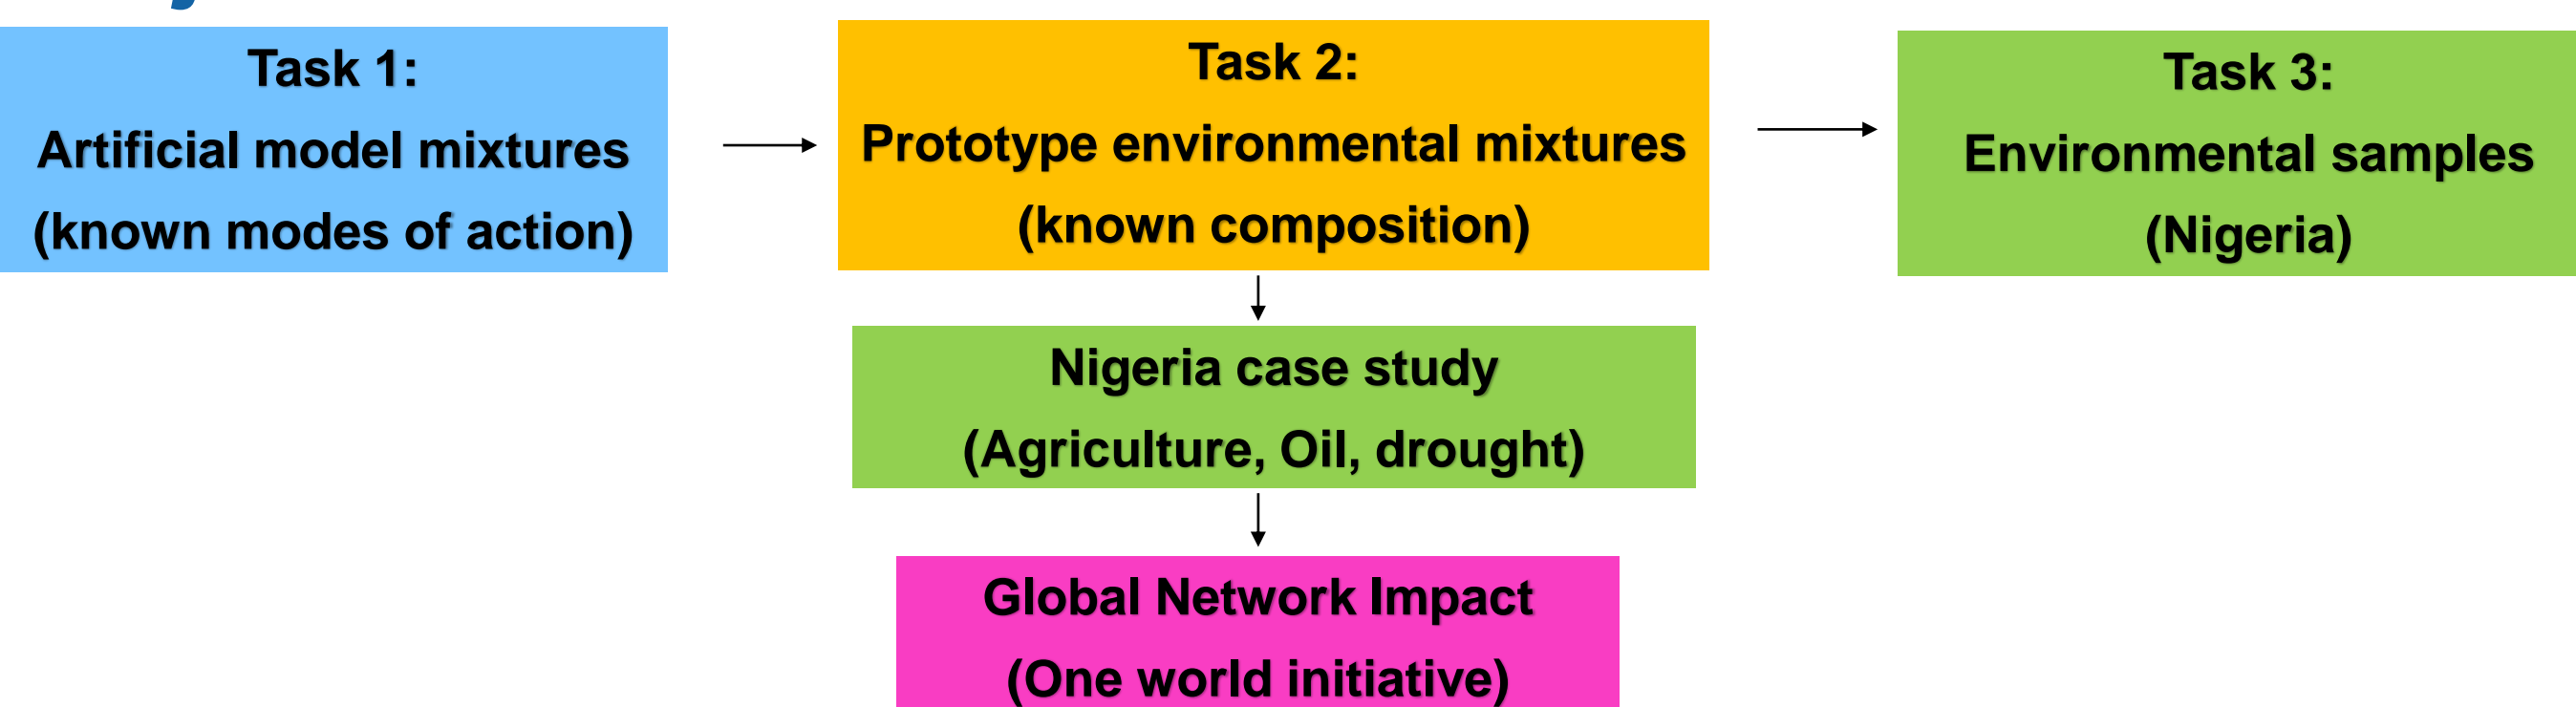 Task 1:
Artificial model mixtures
(known modes of action)
Task 2:
Prototype environmental mixtures
(known composition)
Task 3:
Environmental samples
(Nigeria)
Nigeria case study
(Agriculture, Oil, drought)
Global Network Impact
(One world initiative)